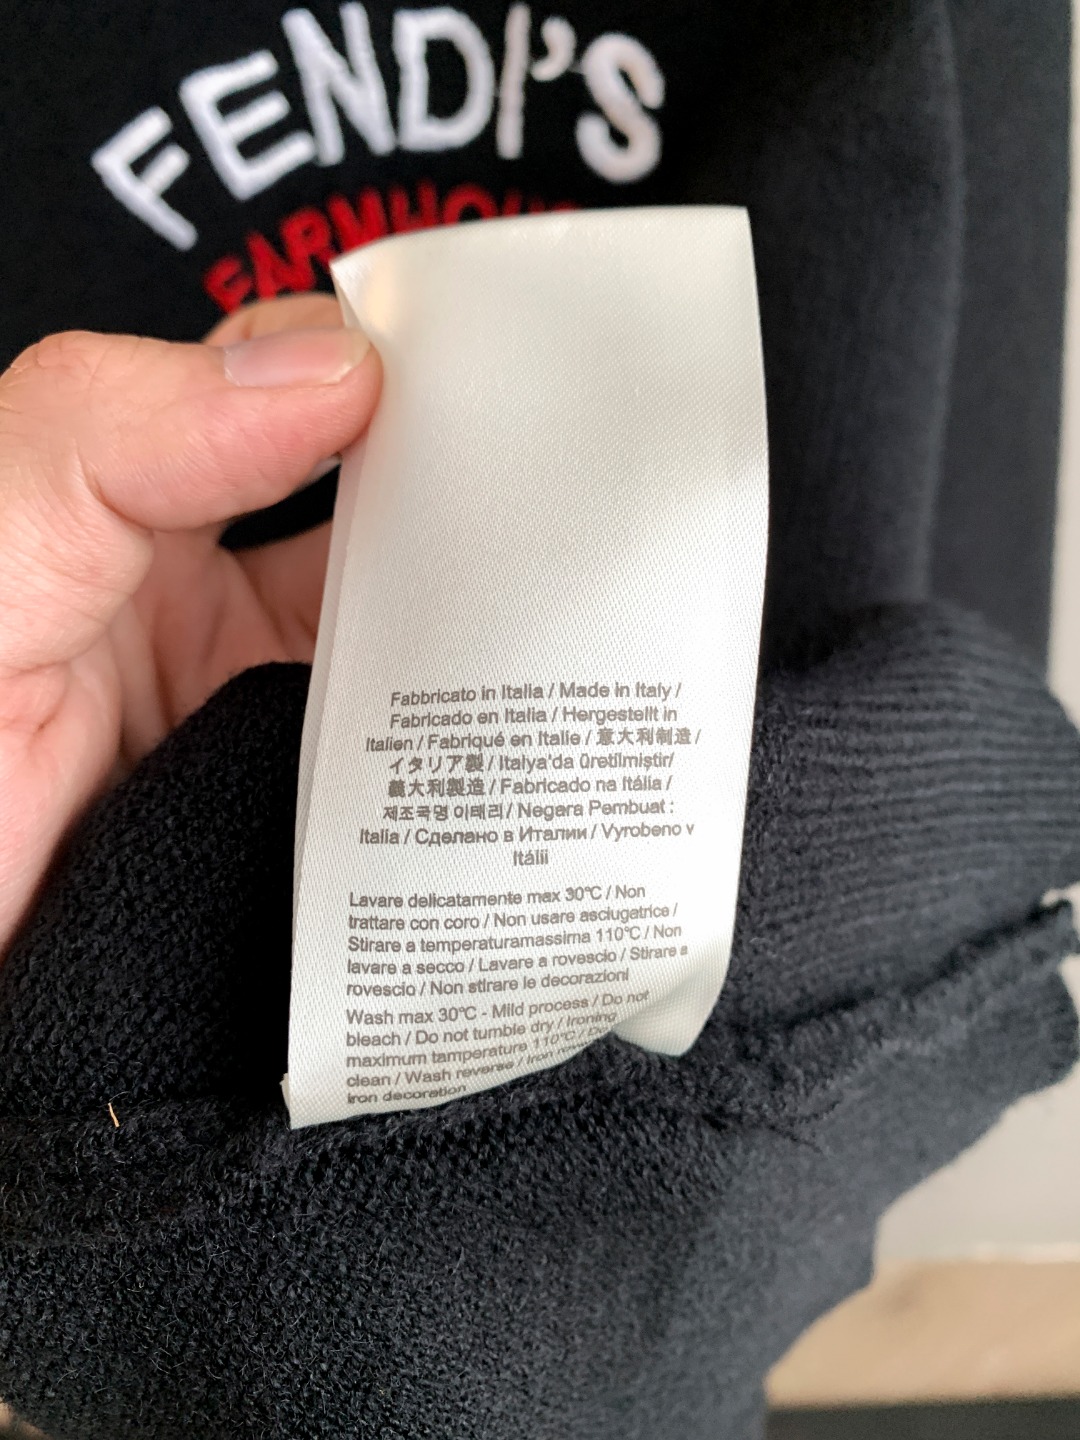 FENDI'S
FARMHOUS
Fabbricato in Italia / Made in Italy /
Fabricado en Italia / Hergestellt in
Italien / Fabriqué en Italie / 意大利制造 /
イタリア製 / Italya'da üretilmiştir/
義大利製造 / Fabricado na Itália /
제조국명 이태리 / Negara Pembuat :
Italia / Сделано в Италии / Vyrobeno v
Itálii
Lavare delicatamente max 30°C / Non
trattare con coro / Non usare asciugatrice /
Stirare a temperaturamassima 110°C / Non
lavare a secco / Lavare a rovescio / Stirare a
rovescio / Non stirare le decorazioni
Wash max 30°C - Mild process / Do not
bleach / Do not tumble dry / Ironing
maximum tamperature 110°C /
clean / Wash reverse / Iron
Iron decoration